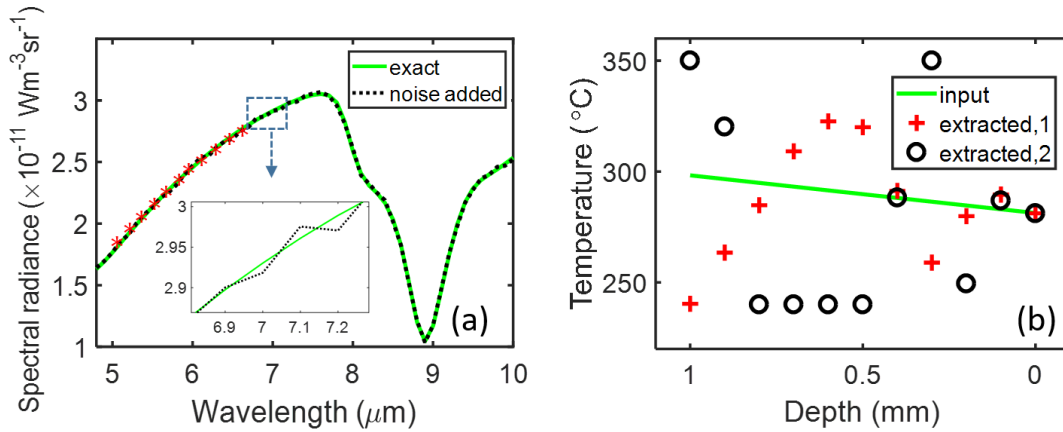 Spectral radiance (×10⁻¹¹ Wm⁻³sr⁻¹)
3
2.5
2
1.5
1
exact
noise added
3
2.95
2.9
6.9
7
7.1
7.2
(a)
5
6
7
8
9
10
Wavelength (μm)
Temperature (°C)
350
300
250
input
extracted,1
extracted,2
(b)
1
0.5
0
Depth (mm)